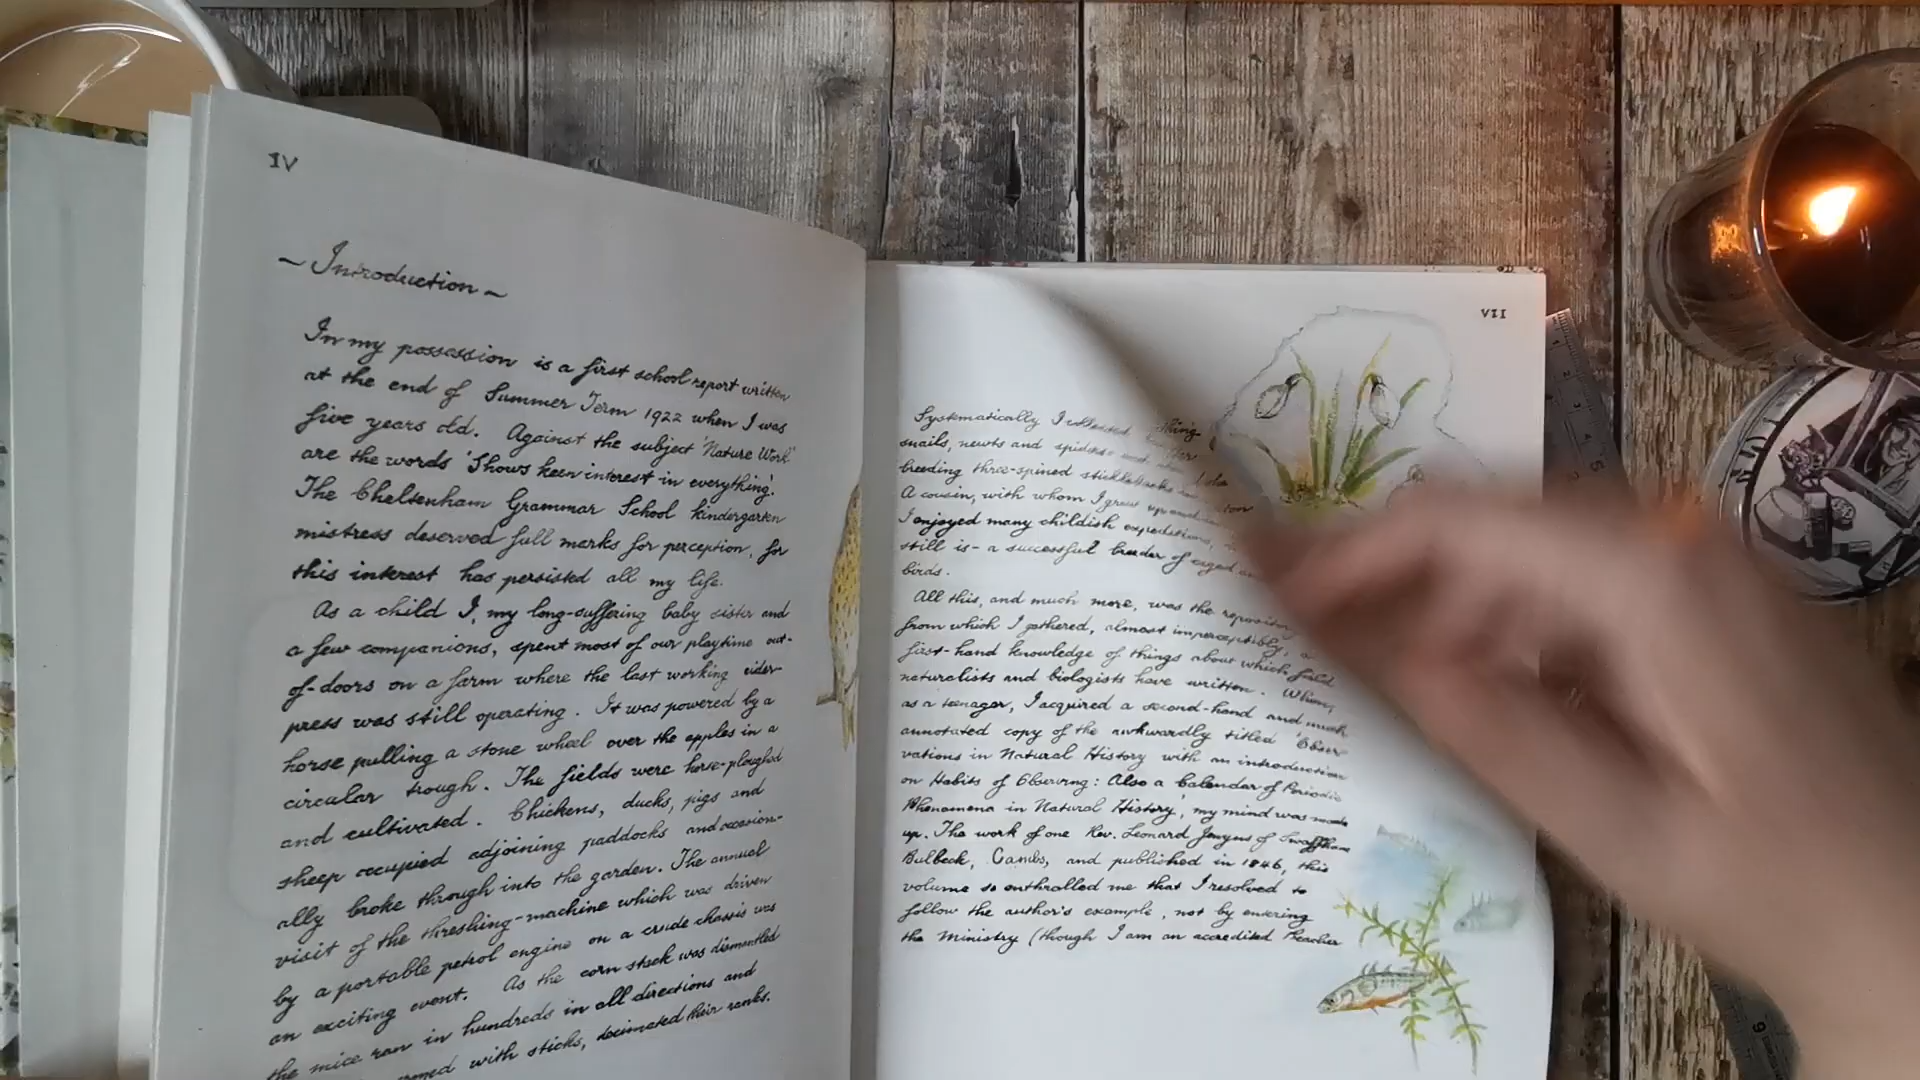 IV
~ Introduction ~
In my possession is a first school report written
at the end of Summer Term 1922 when I was
five years old. Against the subject 'Nature Work'
are the words 'Shows keen interest in everything'.
The Cheltenham Grammar School kindergarten
mistress deserved full marks for perception, for
this interest has persisted all my life.
As a child I, my long-suffering baby sister and
a few companions, spent most of our playtime out-
of-doors on a farm where the last working cider-
press was still operating. It was powered by a
horse pulling a stone wheel over the apples in a
circular trough. The fields were horse-ploughed
and cultivated. Chickens, ducks, pigs and
sheep occupied adjoining paddocks and occasion-
ally broke through into the garden. The annual
visit of the threshing-machine which was driven
by a portable petrol engine on a crude chassis was
an exciting event. As the corn stack was dismantled
the mice ran in hundreds in all directions and
with sticks, decimated their ranks.
VII
Systematically I
snails, newts and spiders
breeding three-spined sticklebacks
A cousin, with whom I grew up
I enjoyed many childish expeditions,
still is - a successful breeder of caged
birds.
All this, and much more, was the
from which I gathered, almost imperceptibly, a
first-hand knowledge of things about which field
naturalists and biologists have written. When,
as a teenager, I acquired a second-hand and much
annotated copy of the awkwardly titled 'Obser-
vations in Natural History with an introduction
on Habits of Observing: Also a Calendar of Periodic
Phenomena in Natural History', my mind was made
up. The work of one Rev. Leonard Jenyns of Swaffham
Bulbeck, Cambs, and published in 1846, this
volume so enthralled me that I resolved to
follow the author's example, not by entering
the Ministry (though I am an accredited Preacher
2
4
5
9